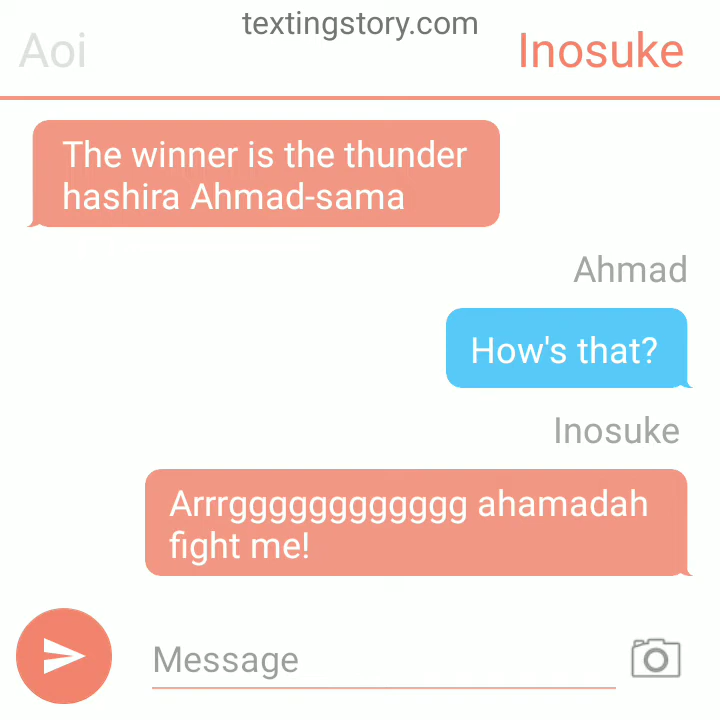 textingstory.com
Aoi
Inosuke
The winner is the thunder
hashira Ahmad-sama
Ahmad
How's that?
Inosuke
Arrrgggggggggggg ahamadah
fight me!
Message